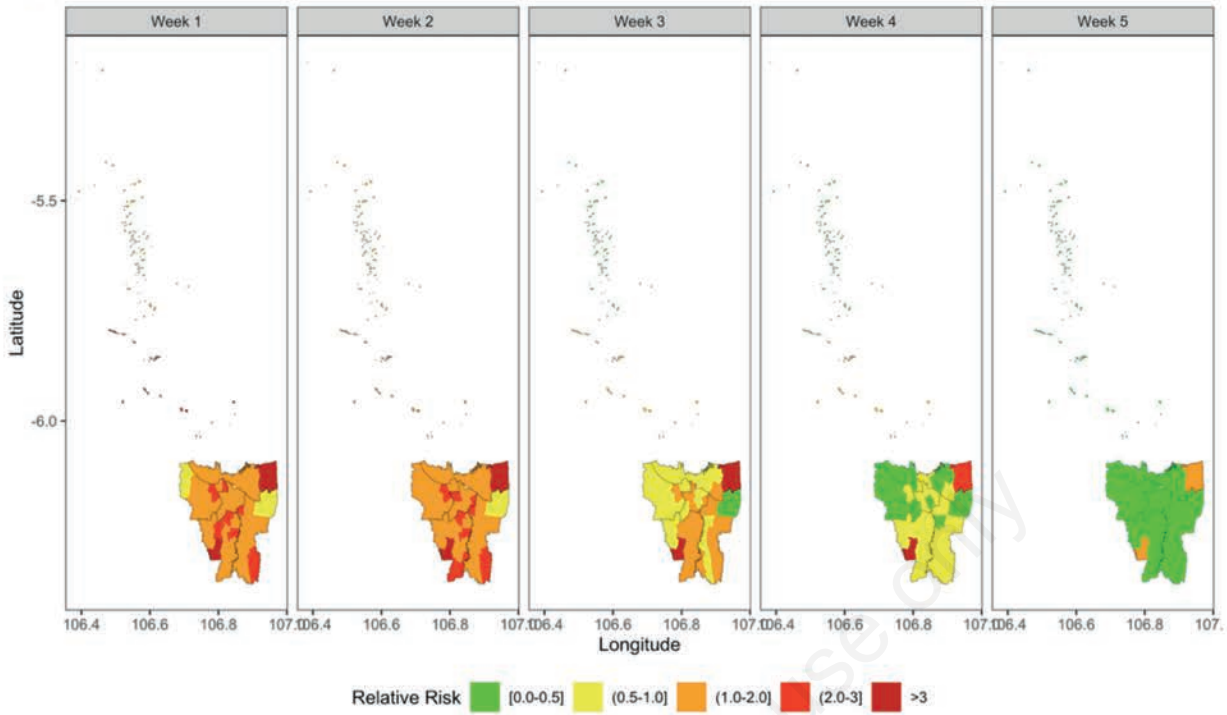 Week 1 Week 2 Week 3 Week 4 Week 5
-5.5
-6.0
Latitude
106.4 106.6 106.8 107.0 106.4 106.6 106.8 107.0 106.4 106.6 106.8 107.0 106.4 106.6 106.8 107.0 106.4 106.6 106.8 107.
Longitude
Relative Risk [0.0-0.5] (0.5-1.0] (1.0-2.0] (2.0-3] >3
use only